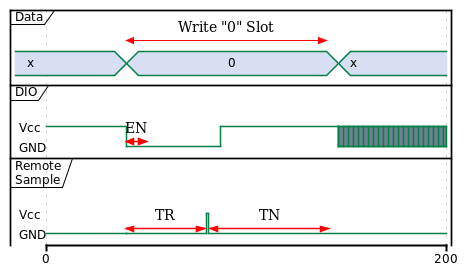 Data
Write "0" Slot
x
0
x
DIO
Vcc
EN
GND
Remote
Sample
Vcc
TR
TN
GND
0
200